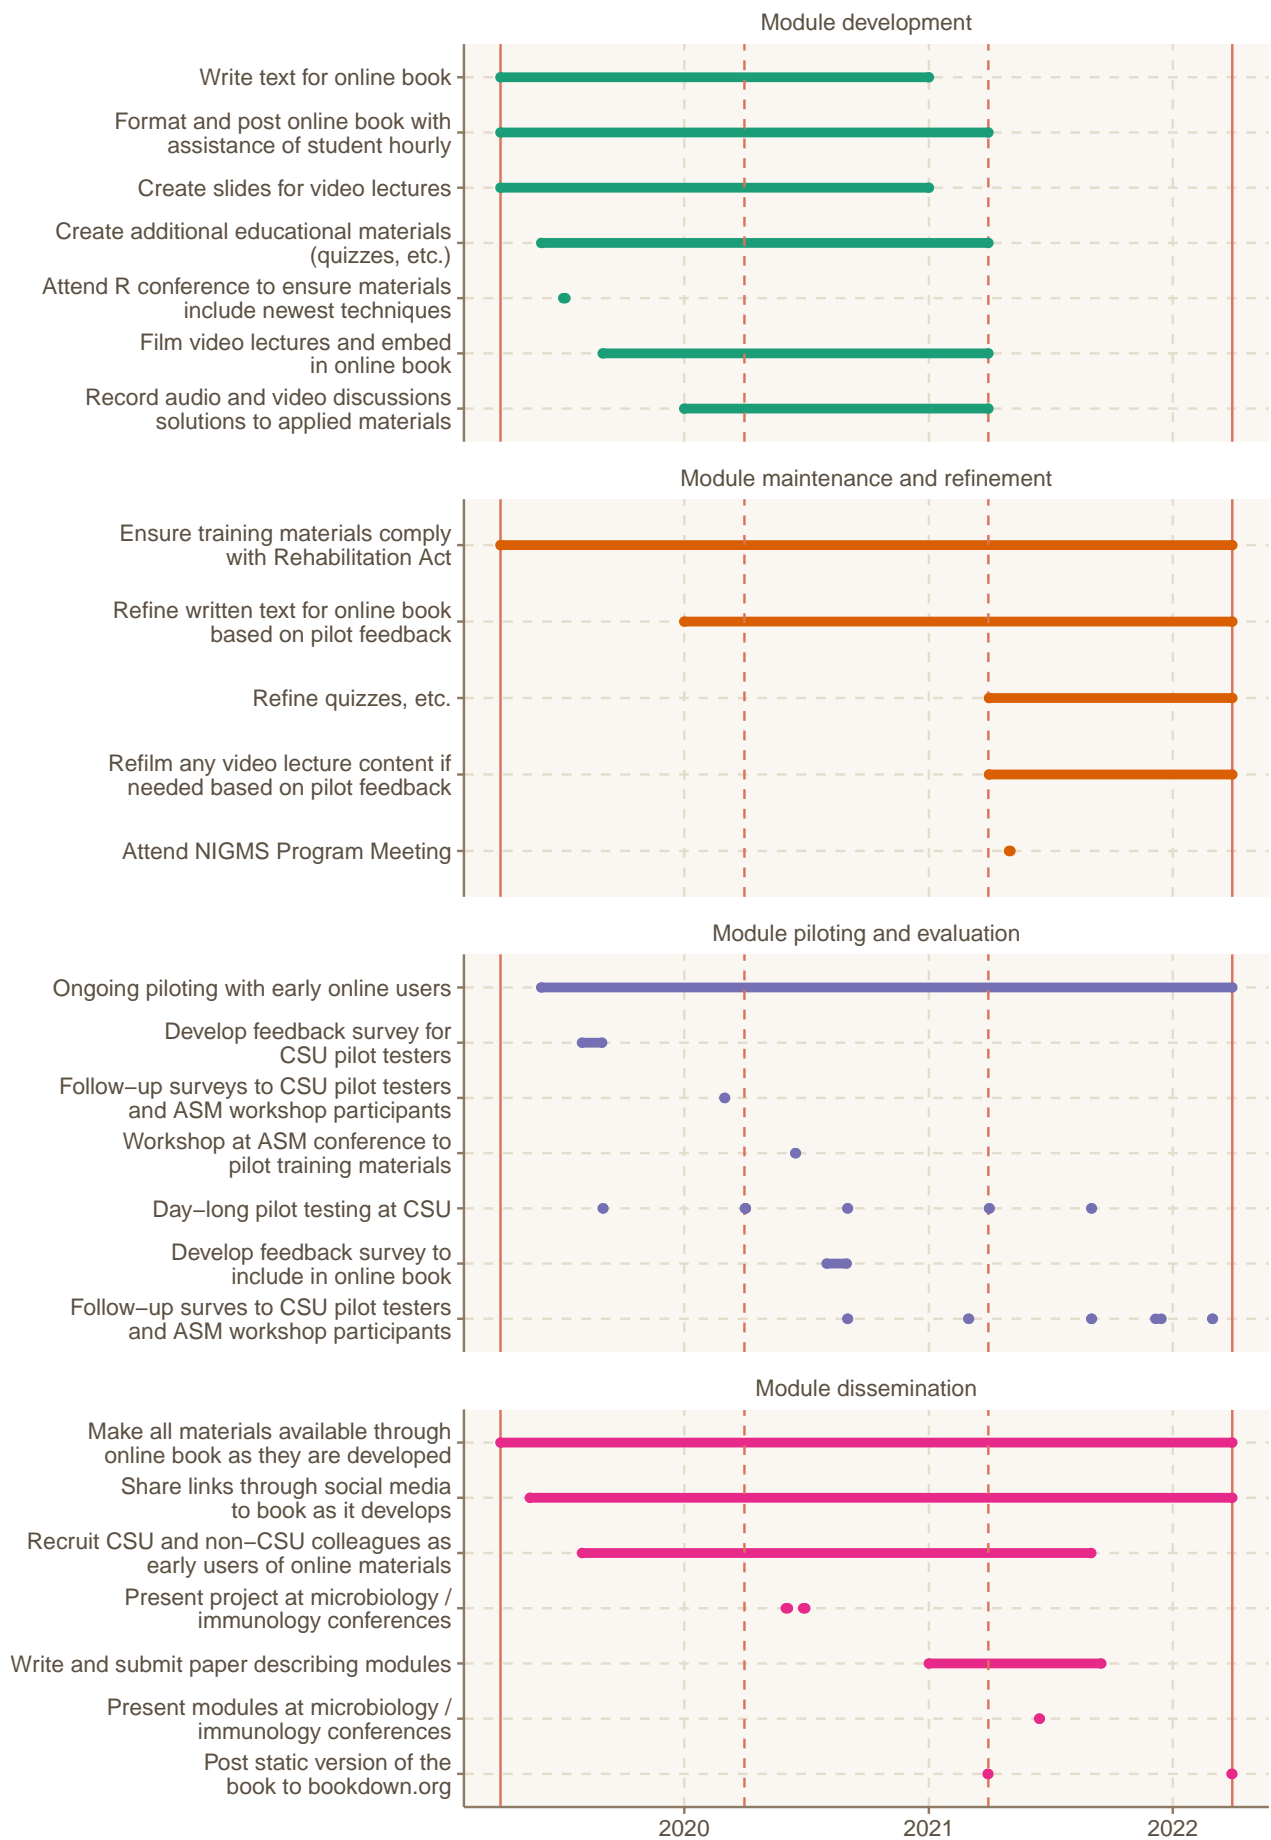 Module development
Write text for online book
Format and post online book with
assistance of student hourly
Create slides for video lectures
Create additional educational materials
(quizzes, etc.)
Attend R conference to ensure materials
include newest techniques
Film video lectures and embed
in online book
Record audio and video discussions
solutions to applied materials
Module maintenance and refinement
Ensure training materials comply
with Rehabilitation Act
Refine written text for online book
based on pilot feedback
Refine quizzes, etc.
Refilm any video lecture content if
needed based on pilot feedback
Attend NIGMS Program Meeting
Module piloting and evaluation
Ongoing piloting with early online users
Develop feedback survey for
CSU pilot testers
Follow−up surveys to CSU pilot testers
and ASM workshop participants
Workshop at ASM conference to
pilot training materials
Day−long pilot testing at CSU
Develop feedback survey to
include in online book
Follow−up surves to CSU pilot testers
and ASM workshop participants
Module dissemination
Make all materials available through
online book as they are developed
Share links through social media
to book as it develops
Recruit CSU and non−CSU colleagues as
early users of online materials
Present project at microbiology /
immunology conferences
Write and submit paper describing modules
Present modules at microbiology /
immunology conferences
Post static version of the
book to bookdown.org
2020 2021 2022